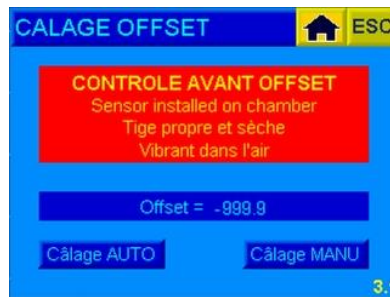 CALAGE OFFSET
ESC
CONTROLE AVANT OFFSET
Sensor installed on chamber
Tige propre et sèche
Vibrant dans l'air
Offset = -999.9
Câlage AUTO
Câlage MANU
3.